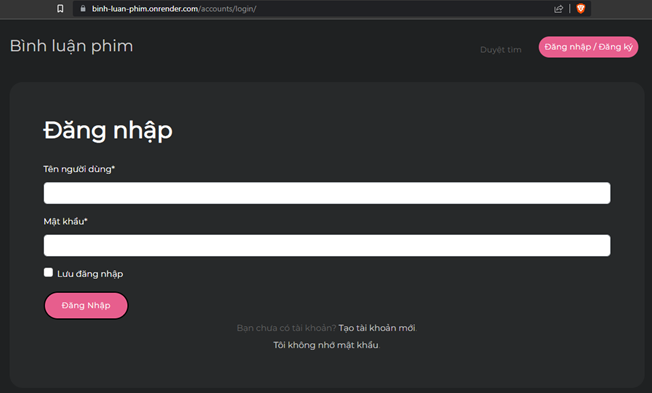 binh-luan-phim.onrender.com/accounts/login/
Bình luận phim
Duyệt tìm
Đăng nhập / Đăng ký
Đăng nhập
Tên người dùng*
Mật khẩu*
Lưu đăng nhập
Đăng Nhập
Bạn chưa có tài khoản? Tạo tài khoản mới.
Tôi không nhớ mật khẩu.